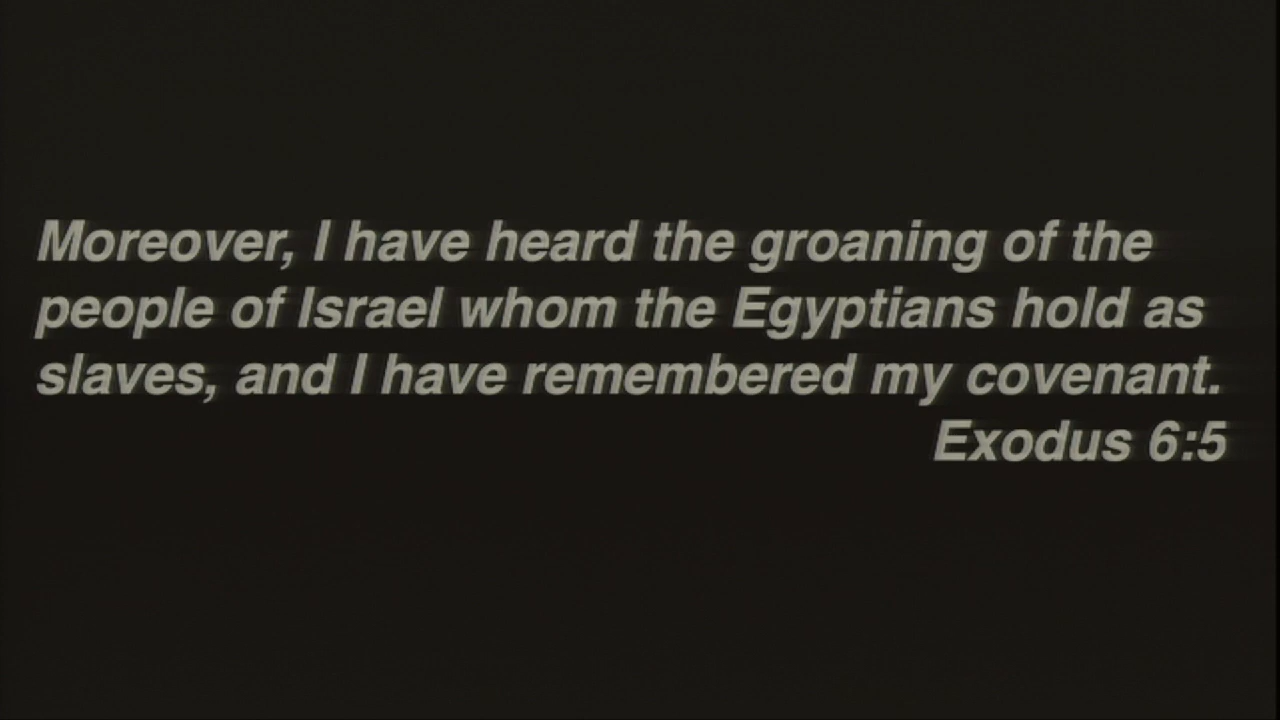 Moreover, I have heard the groaning of the
people of Israel whom the Egyptians hold as
slaves, and I have remembered my covenant.
Exodus 6:5